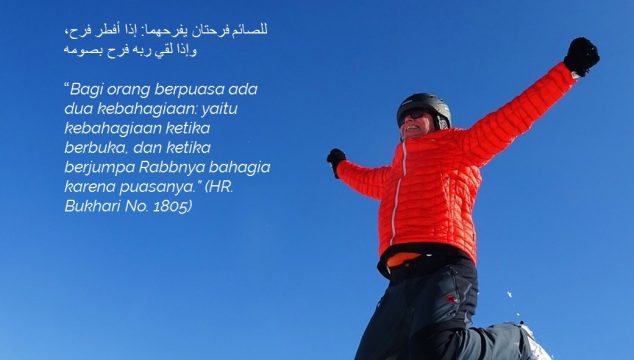 للصائم فرحتان يفرحهما: إذا أفطر فرح،
وإذا لقي ربه فرح بصومه
“Bagi orang berpuasa ada
dua kebahagiaan: yaitu
kebahagiaan ketika
berbuka, dan ketika
berjumpa Rabbnya bahagia
karena puasanya.” (HR.
Bukhari No. 1805)